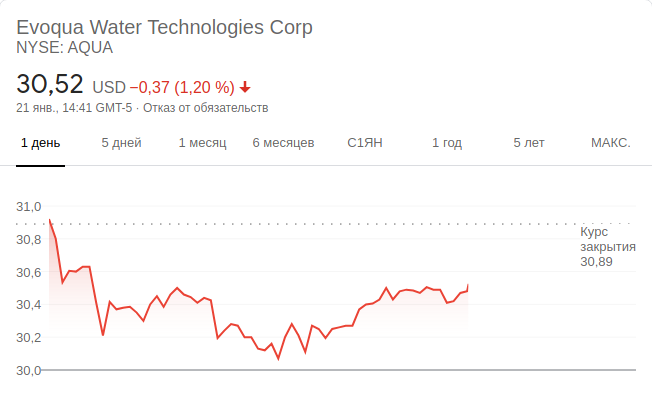 Evoqua Water Technologies Corp
NYSE: AQUA
30,52 USD −0,37 (1,20 %)
21 янв., 14:41 GMT-5 · Отказ от обязательств
1 день 5 дней 1 месяц 6 месяцев С1ЯН 1 год 5 лет МАКС.
31,0
Курс
закрытия
30,89
30,8
30,6
30,4
30,2
30,0